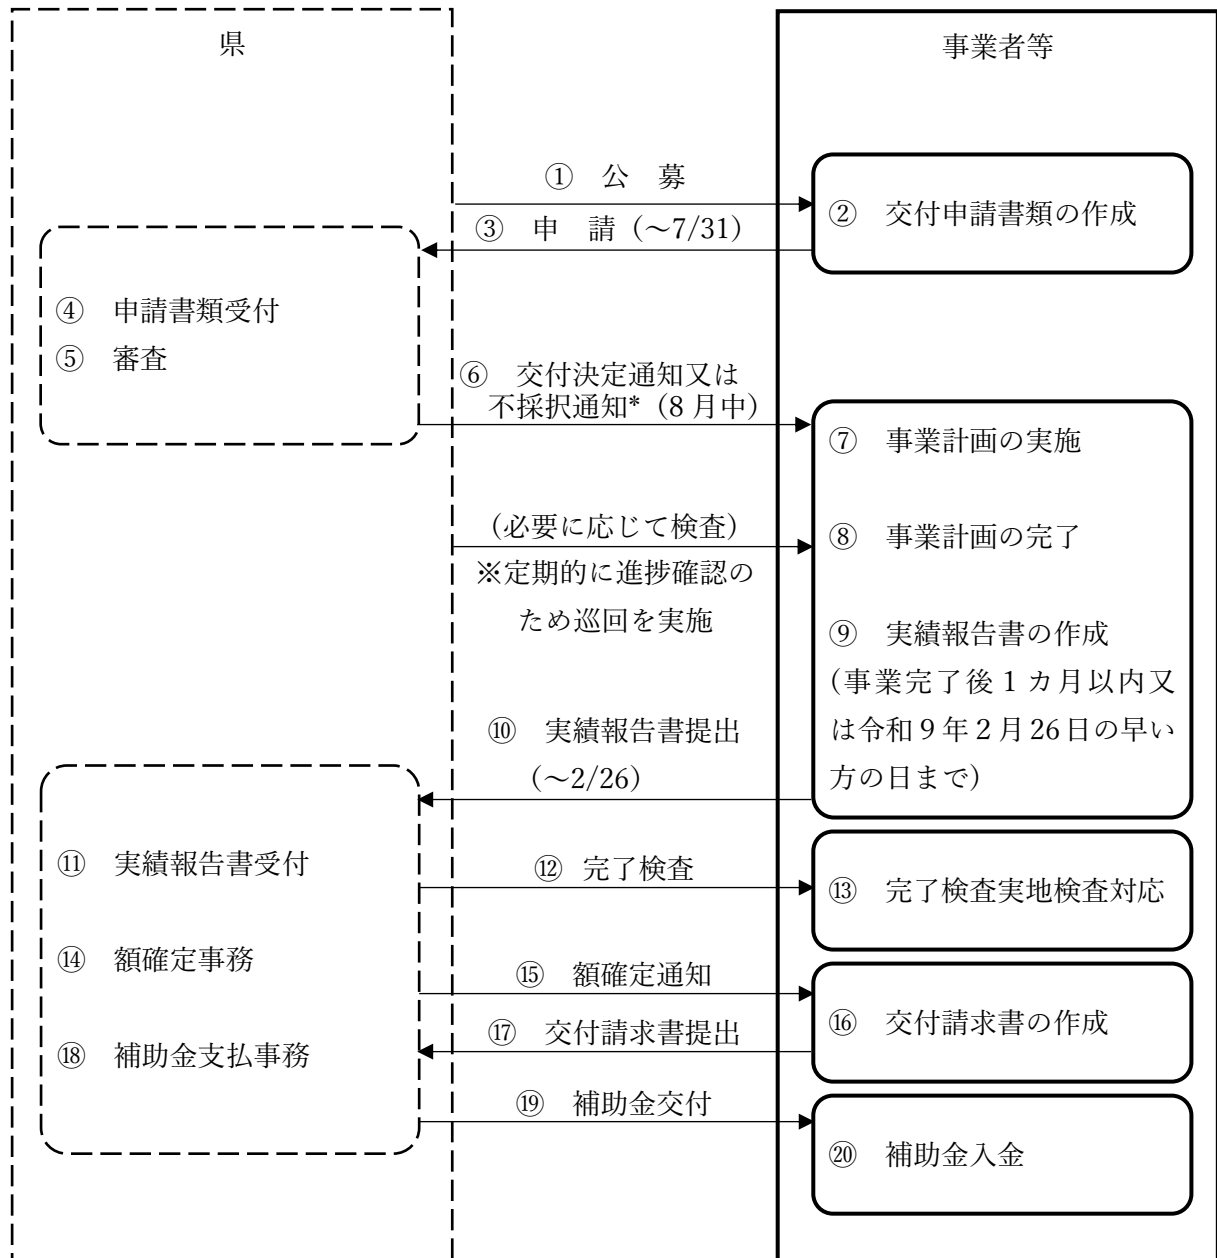 県
事業者等
① 公　募
② 交付申請書類の作成
③ 申　請（～7/31）
④ 申請書類受付
⑤ 審査
⑥ 交付決定通知又は
不採択通知*（8 月中）
⑦ 事業計画の実施
（必要に応じて検査）
※定期的に進捗確認の
ため巡回を実施
⑧ 事業計画の完了
⑨ 実績報告書の作成
（事業完了後１カ月以内又
は令和９年２月26日の早い
方の日まで）
⑩ 実績報告書提出
（～2/26）
⑪ 実績報告書受付
⑫ 完了検査
⑬ 完了検査実地検査対応
⑭ 額確定事務
⑮ 額確定通知
⑯ 交付請求書の作成
⑰ 交付請求書提出
⑱ 補助金支払事務
⑲ 補助金交付
⑳ 補助金入金